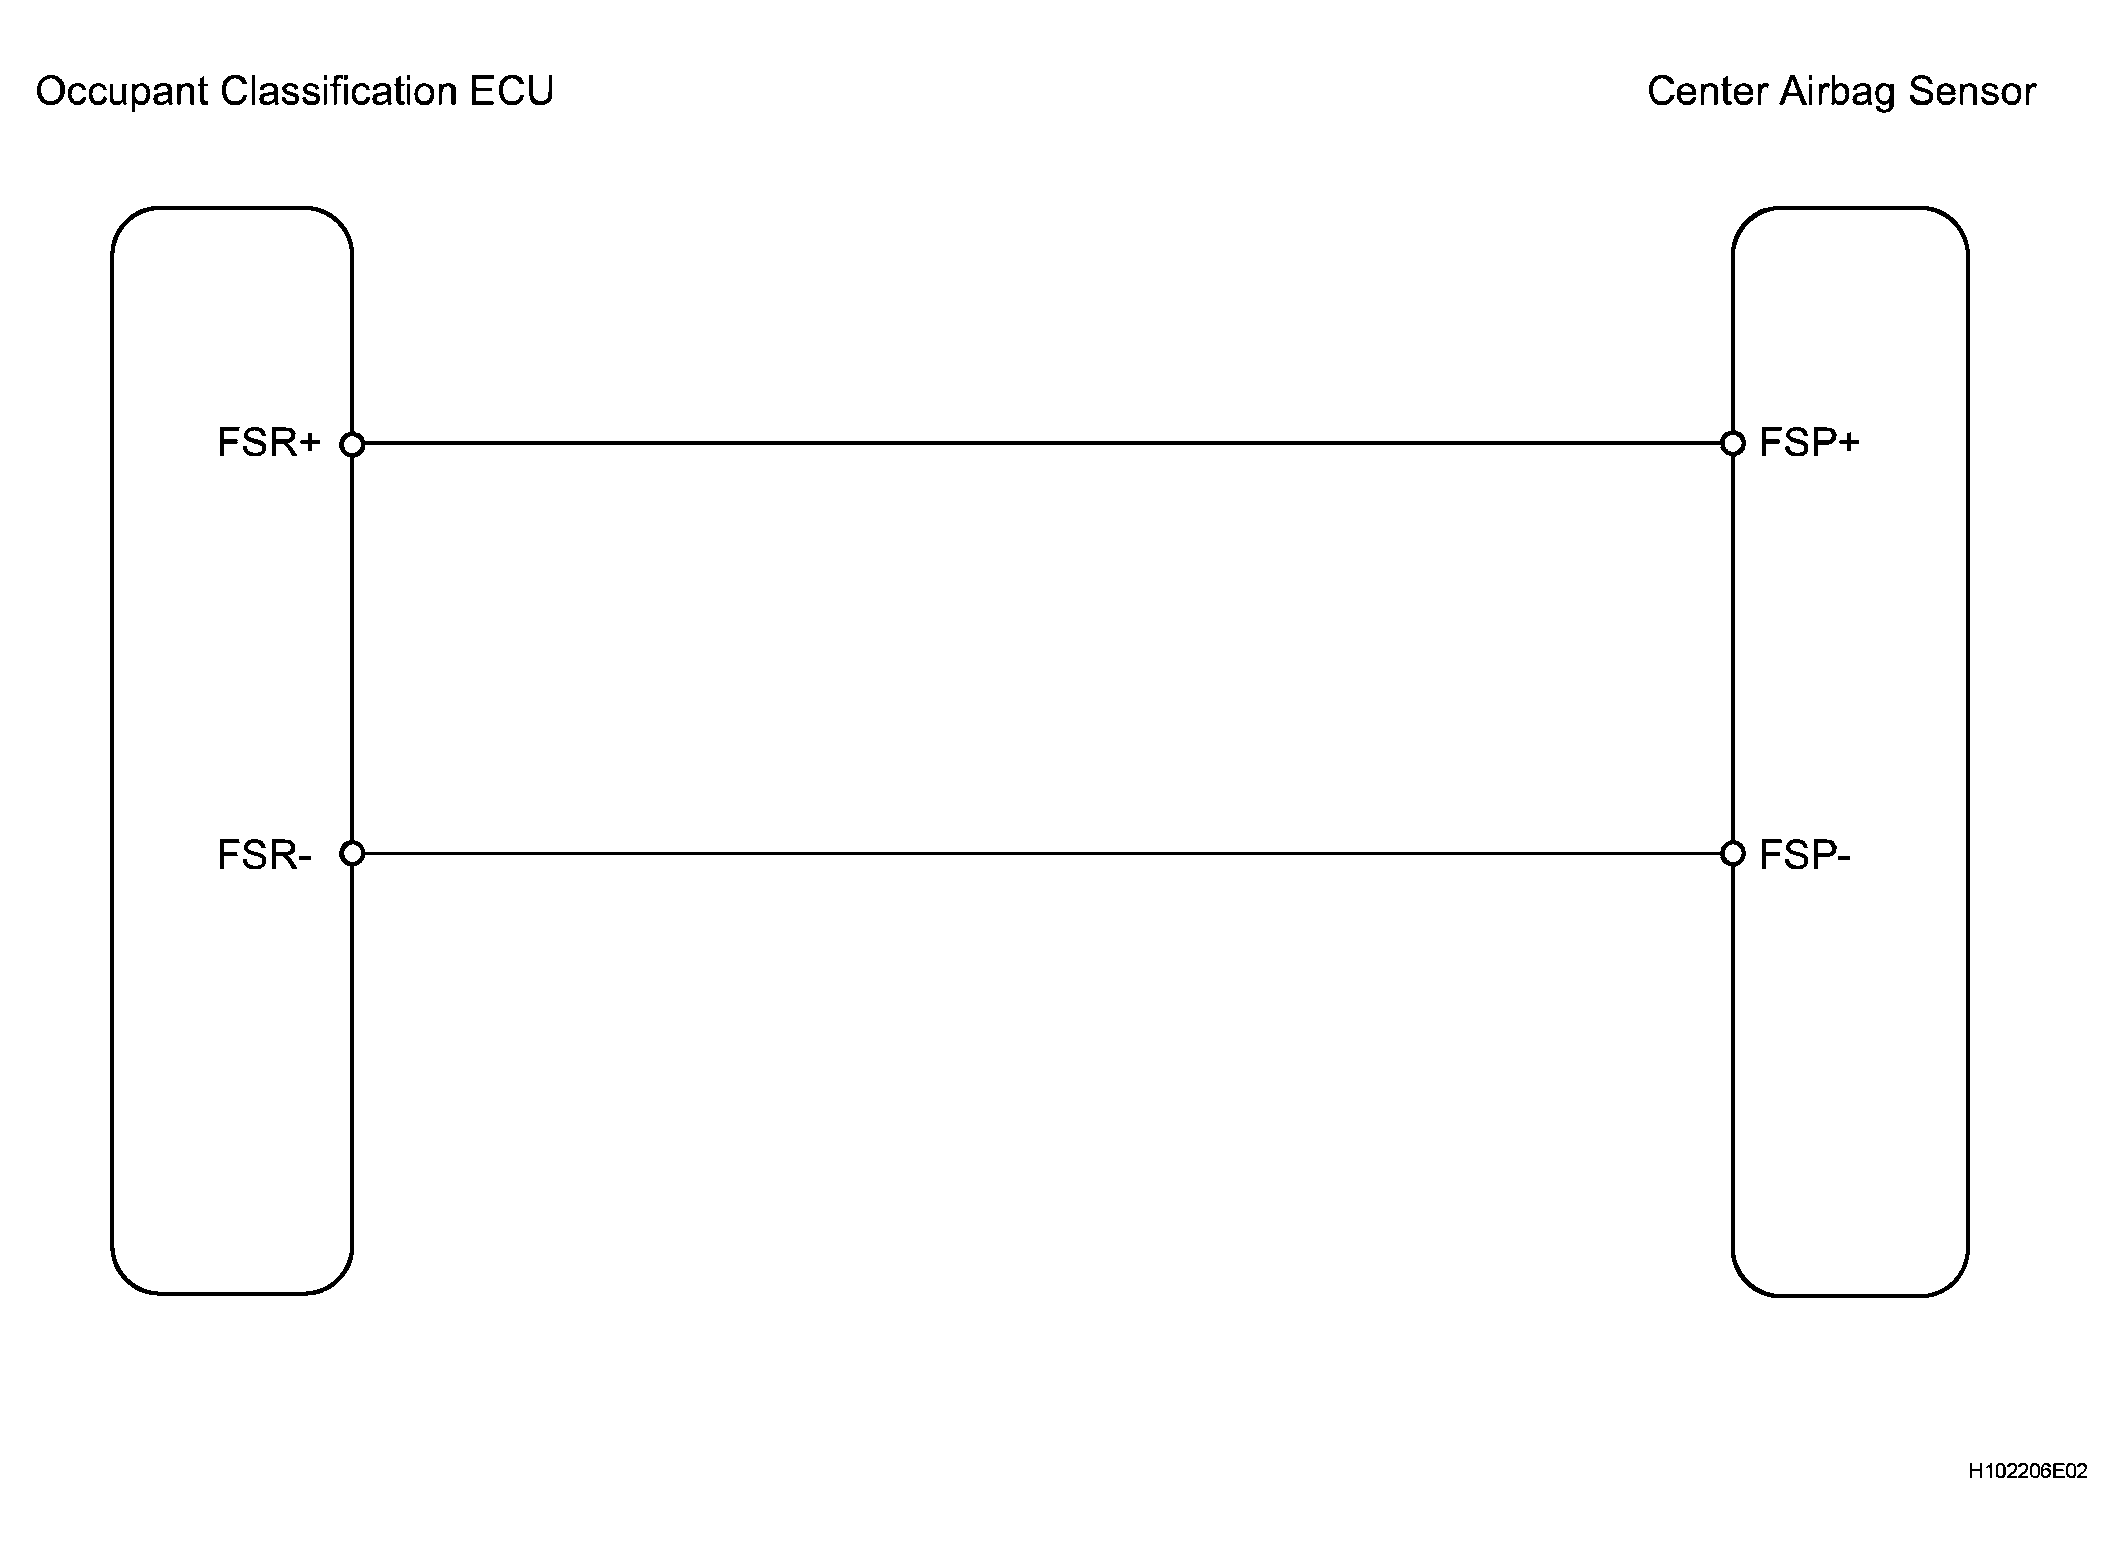 Occupant Classification ECU
Center Airbag Sensor
FSR+
FSP+
FSR-
FSP-
H102206E02